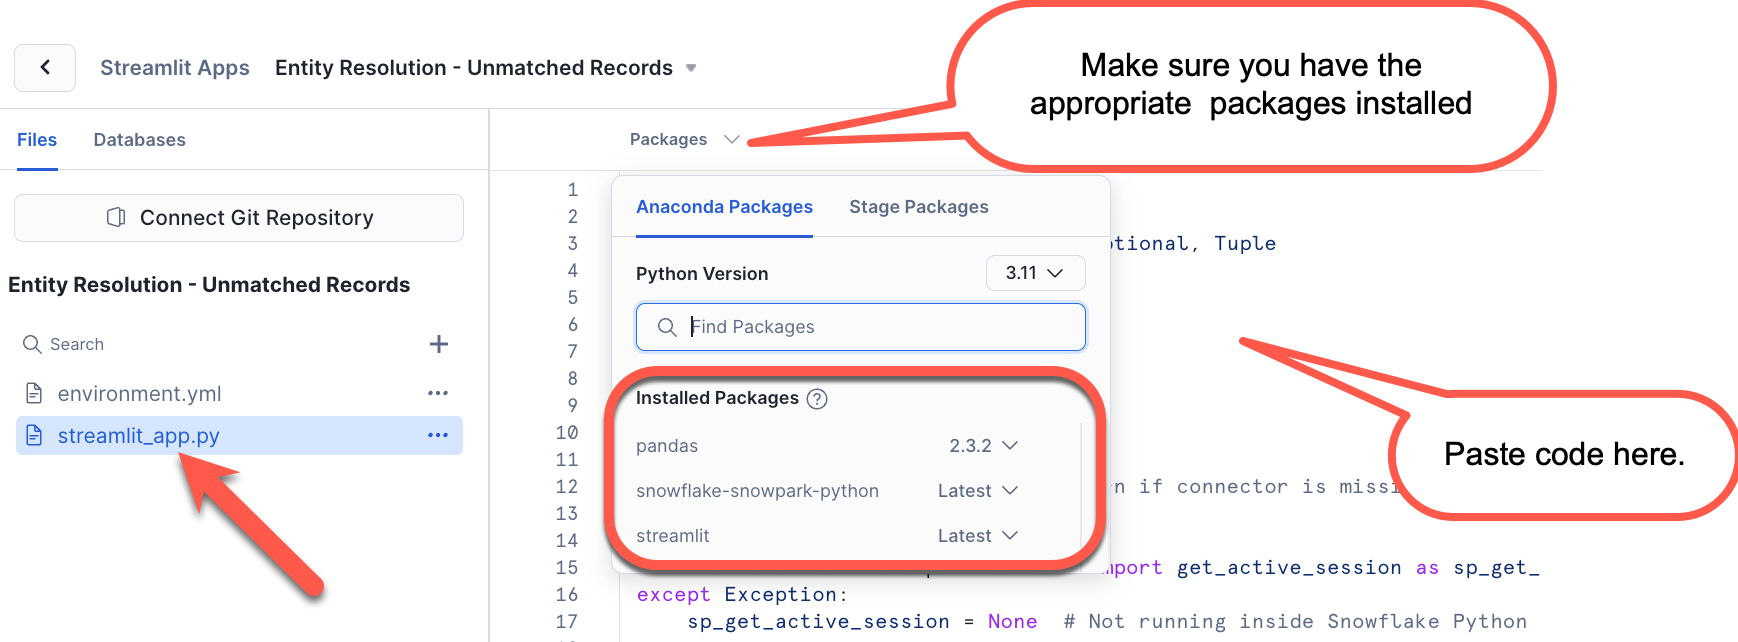 Make sure you have the
appropriate packages installed
Streamlit Apps Entity Resolution - Unmatched Records
Files Databases
Packages
Connect Git Repository
Entity Resolution - Unmatched Records
Search
environment.yml
streamlit_app.py
Anaconda Packages Stage Packages
Python Version 3.11
Find Packages
Installed Packages ?
pandas 2.3.2
snowflake-snowpark-python Latest
streamlit Latest
Paste code here.
1
2
3 Tuple
4
5
6
7
8
9
10
11
12 if connector is
13
14
15 get_active_session as
16 except Exception:
17 sp_get_active_session = None # Not running inside Snowflake Python